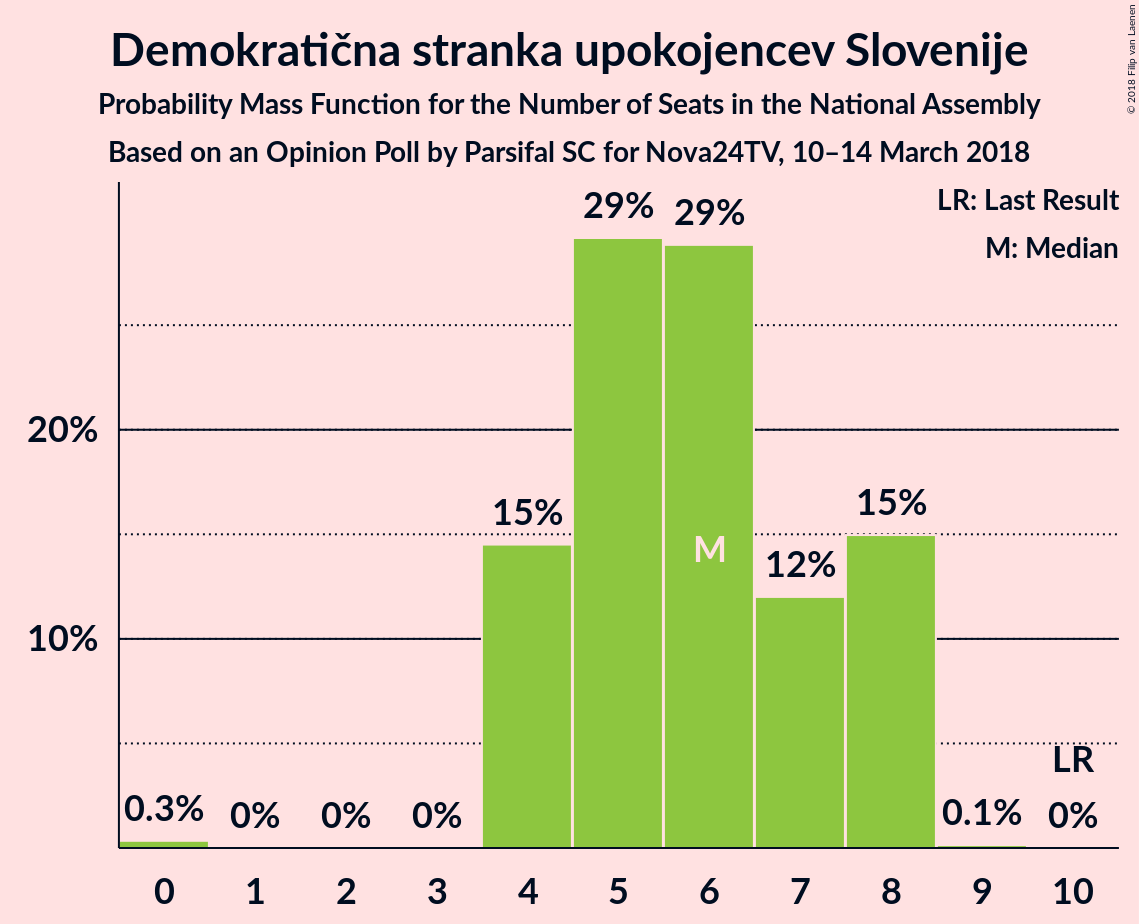 Demokratična stranka upokojencev Slovenije
Probability Mass Function for the Number of Seats in the National Assembly
Based on an Opinion Poll by Parsifal SC for Nova24TV, 10–14 March 2018
© 2018 Filip van Laenen
LR: Last Result
M: Median
29% 29%
20%
15% M 15%
12%
10%
LR
0.3% 0% 0% 0% 0.1% 0%
0 1 2 3 4 5 6 7 8 9 10